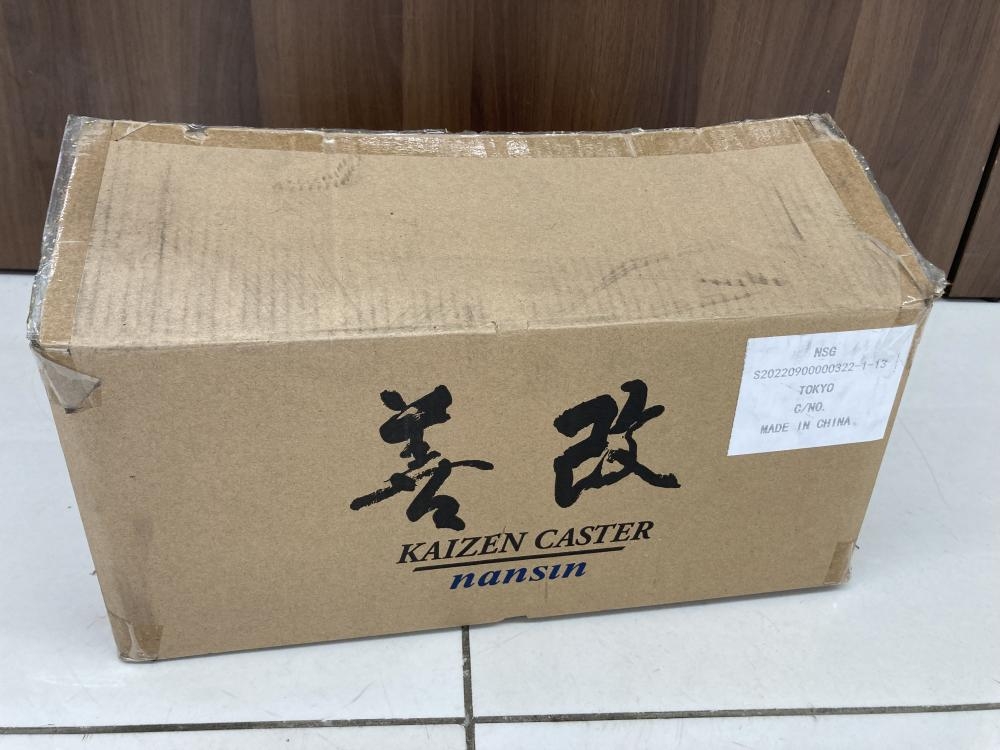 NSG
S20220900000322-1-13
TOKYO
C/NO.
MADE IN CHINA.
善 改
KAIZEN CASTER
nansin